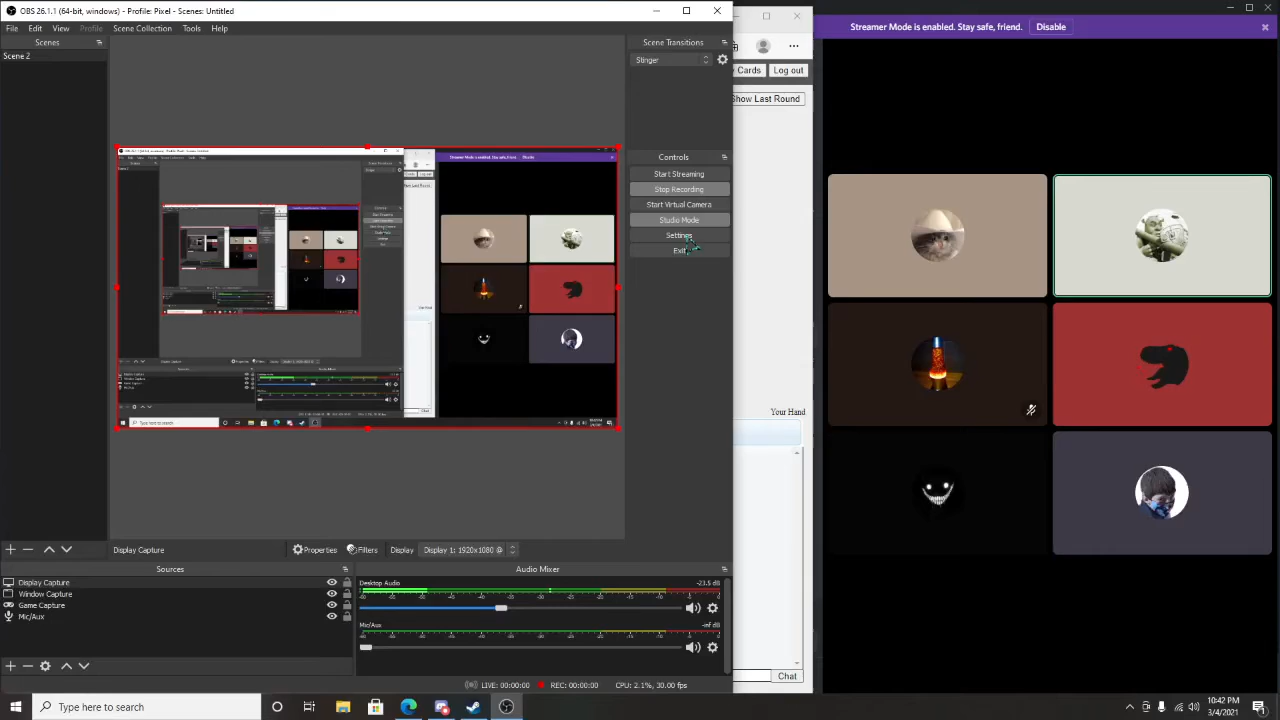 OBS 26.1.1 (64-bit, windows) - Profile: Pixel - Scenes: Untitled
File Edit View Profile Scene Collection Tools Help
Scenes
Scene 2
Scene Transitions
Stinger
Controls
Start Streaming
Stop Recording
Start Virtual Camera
Studio Mode
Settings
Exit
Display Capture
Properties
Filters
Display
Display 1: 1920x1080 @
Sources
Display Capture
Window Capture
Game Capture
Mic/Aux
Audio Mixer
Desktop Audio
-23.5 dB
Mic/Aux
-inf dB
LIVE: 00:00:00
REC: 00:00:00
CPU: 2.1%, 30.00 fps
Cards
Log out
Show Last Round
Your Hand
Chat
Streamer Mode is enabled. Stay safe, friend.
Disable
Type here to search
10:42 PM
3/4/2021